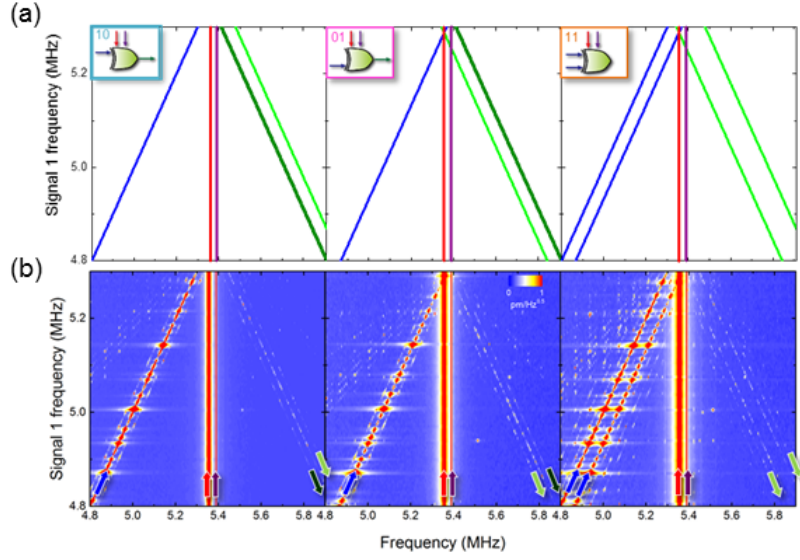 (a)
10
01
11
Signal 1 frequency (MHz)
5.2
5.0
4.8
(b)
0
1
pm/Hz^0.5
Signal 1 frequency (MHz)
5.2
5.0
4.8
4.8 5.0 5.2 5.4 5.6 4.8 5.0 5.2 5.4 5.6 5.8 4.8 5.0 5.2 5.4 5.6 5.8
Frequency (MHz)